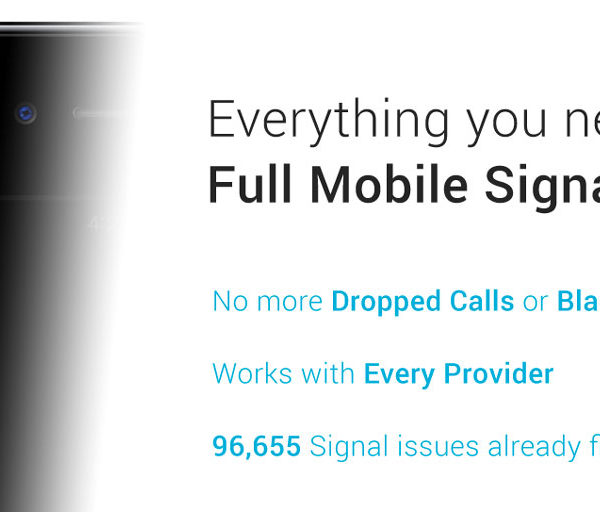 Everything you ne
Full Mobile Signa
No more Dropped Calls or Bla
Works with Every Provider
96,655 Signal issues already f